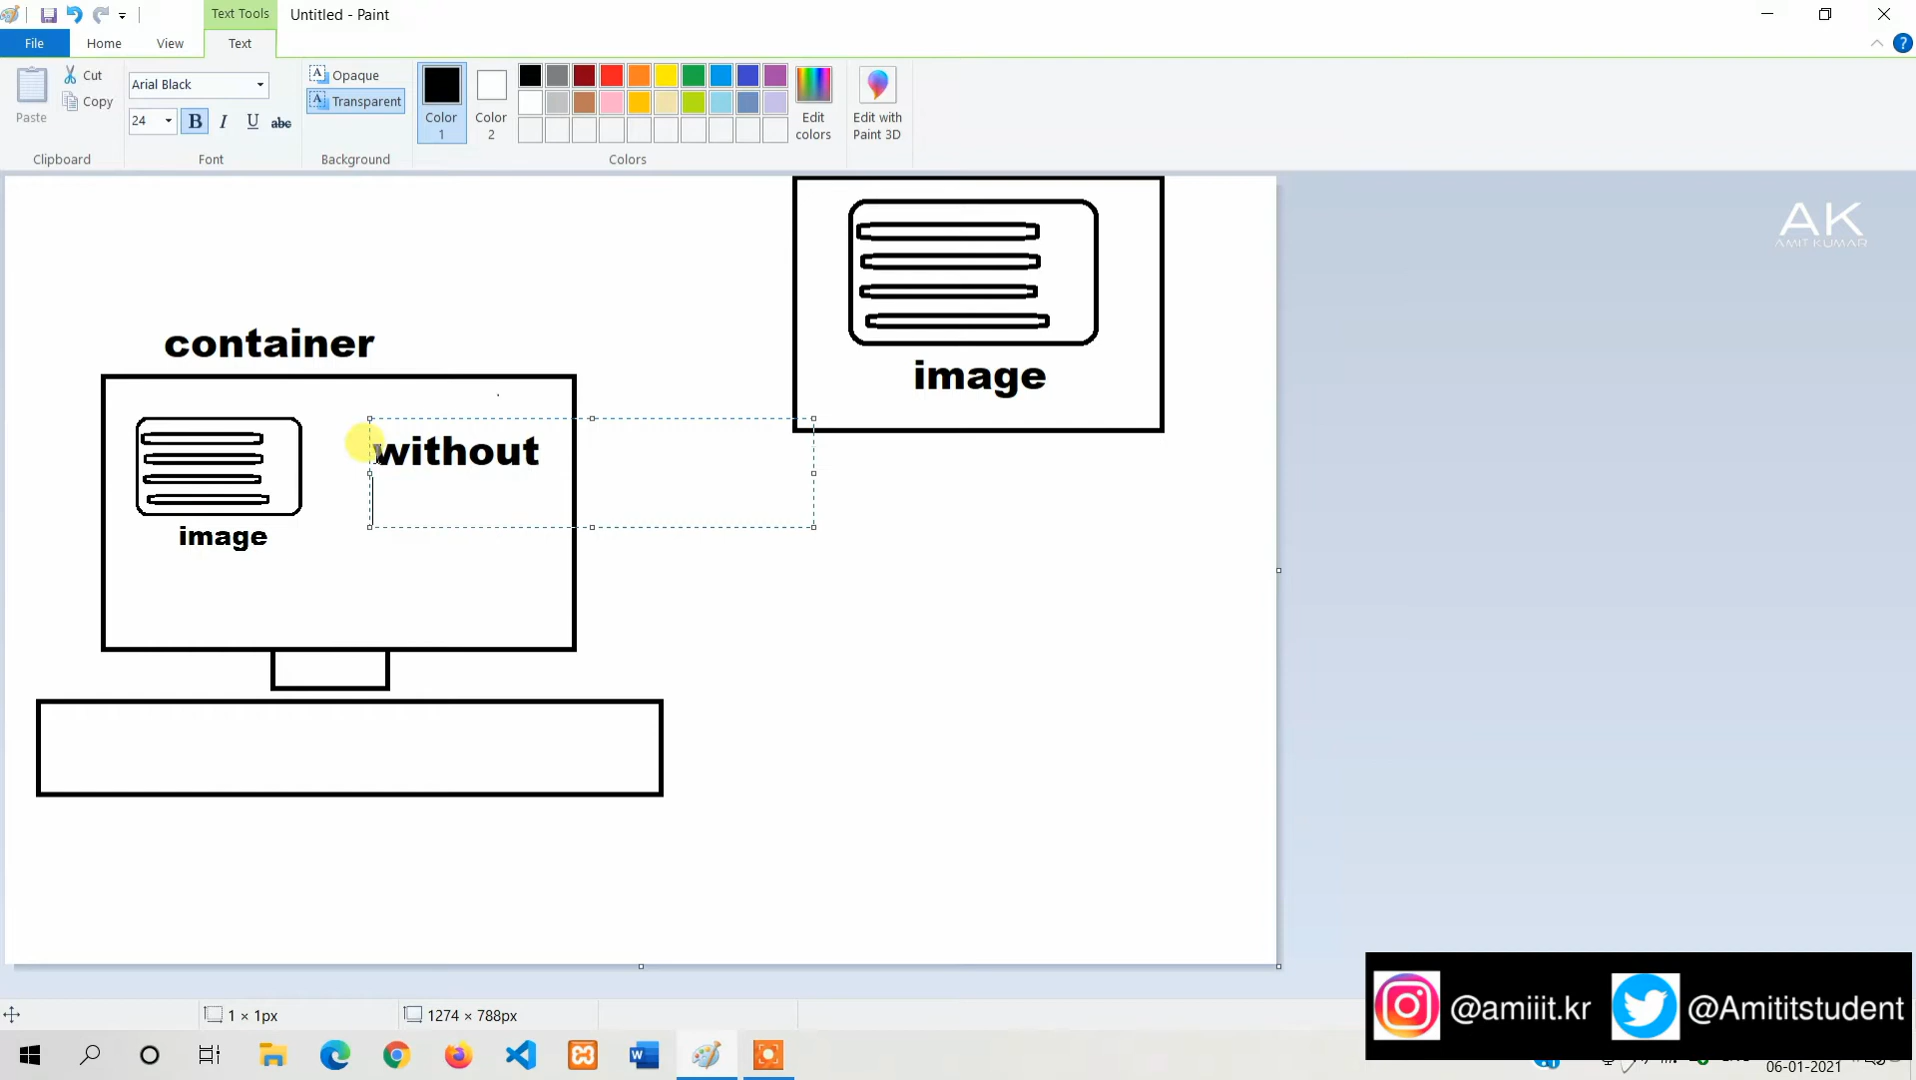 Text Tools
Untitled - Paint
File
Home
View
Text
Paste
Cut
Copy
Clipboard
Arial Black
24
B
I
U
abc
Font
A Opaque
A Transparent
Background
Color
1
Color
2
Colors
Edit
colors
Edit with
Paint 3D
AK
AMIT KUMAR
image
container
without
image
1 × 1px
1274 × 788px
@amiiit.kr
@Amititstudent
06-01-2021